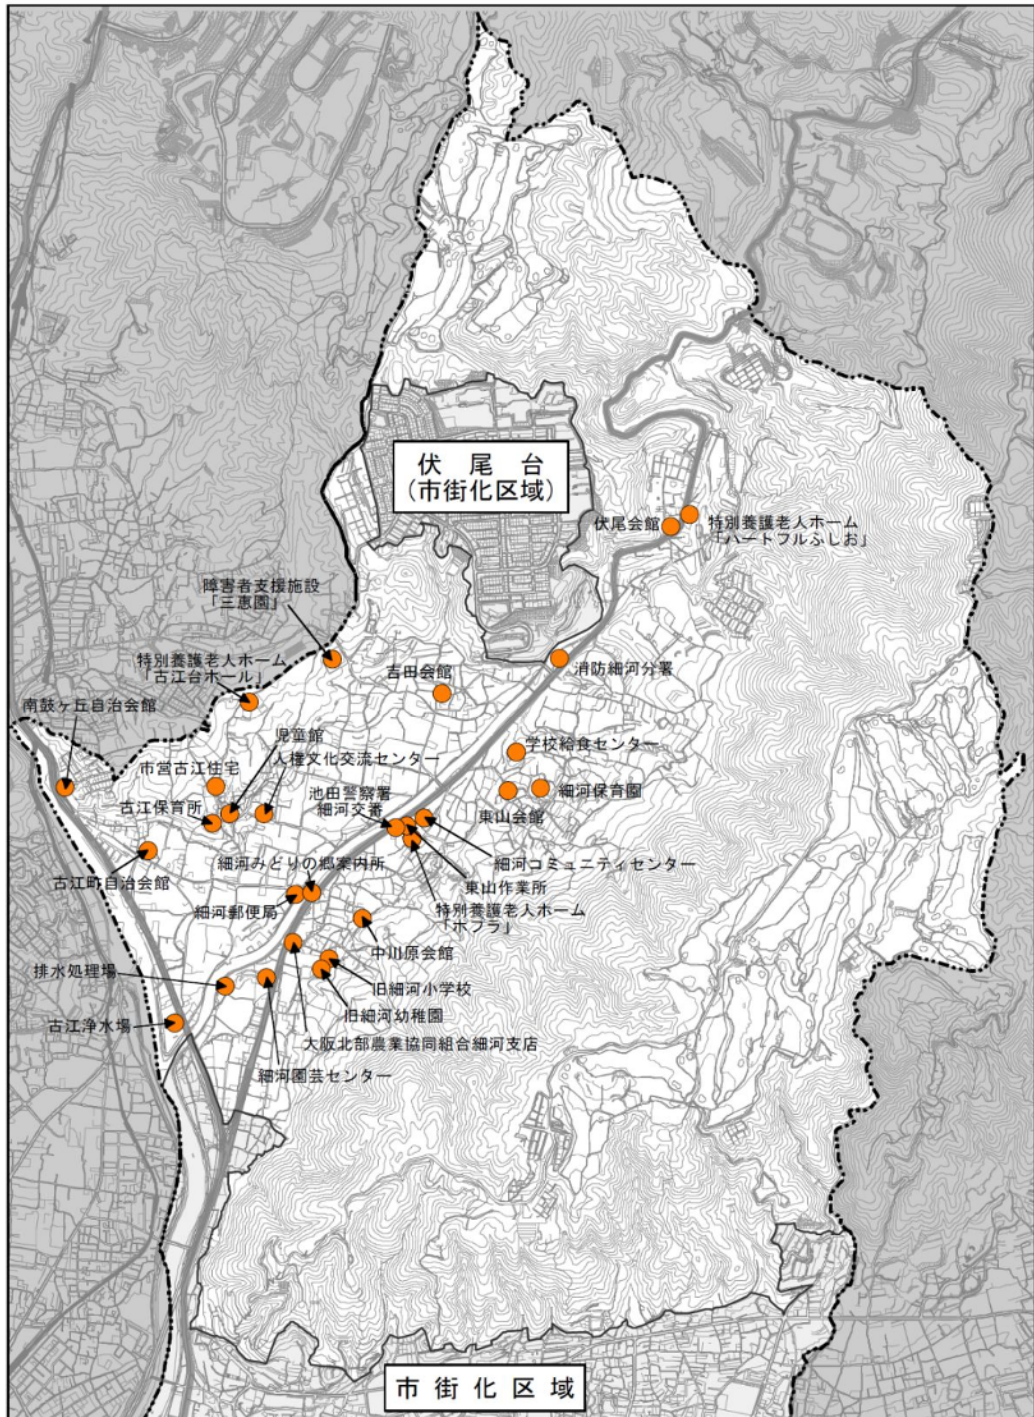 伏尾台
(市街化区域)
伏尾会館
特別養護老人ホーム
「ハートフルふしお」
障害者支援施設
「三恵園」
特別養護老人ホーム
「古江台ホール」
吉田会館
消防細河分署
南鼓ヶ丘自治会館
児童館
人権文化交流センター
学校給食センター
市営古江住宅
池田警察署
細河交番
細河保育園
古江保育所
東山会館
細河みどりの郷案内所
細河コミュニティセンター
古江町自治会館
東山作業所
細河郵便局
特別養護老人ホーム
「ポプラ」
中川原会館
排水処理場
旧細河小学校
古江浄水場
旧細河幼稚園
大阪北部農業協同組合細河支店
細河園芸センター
市街化区域